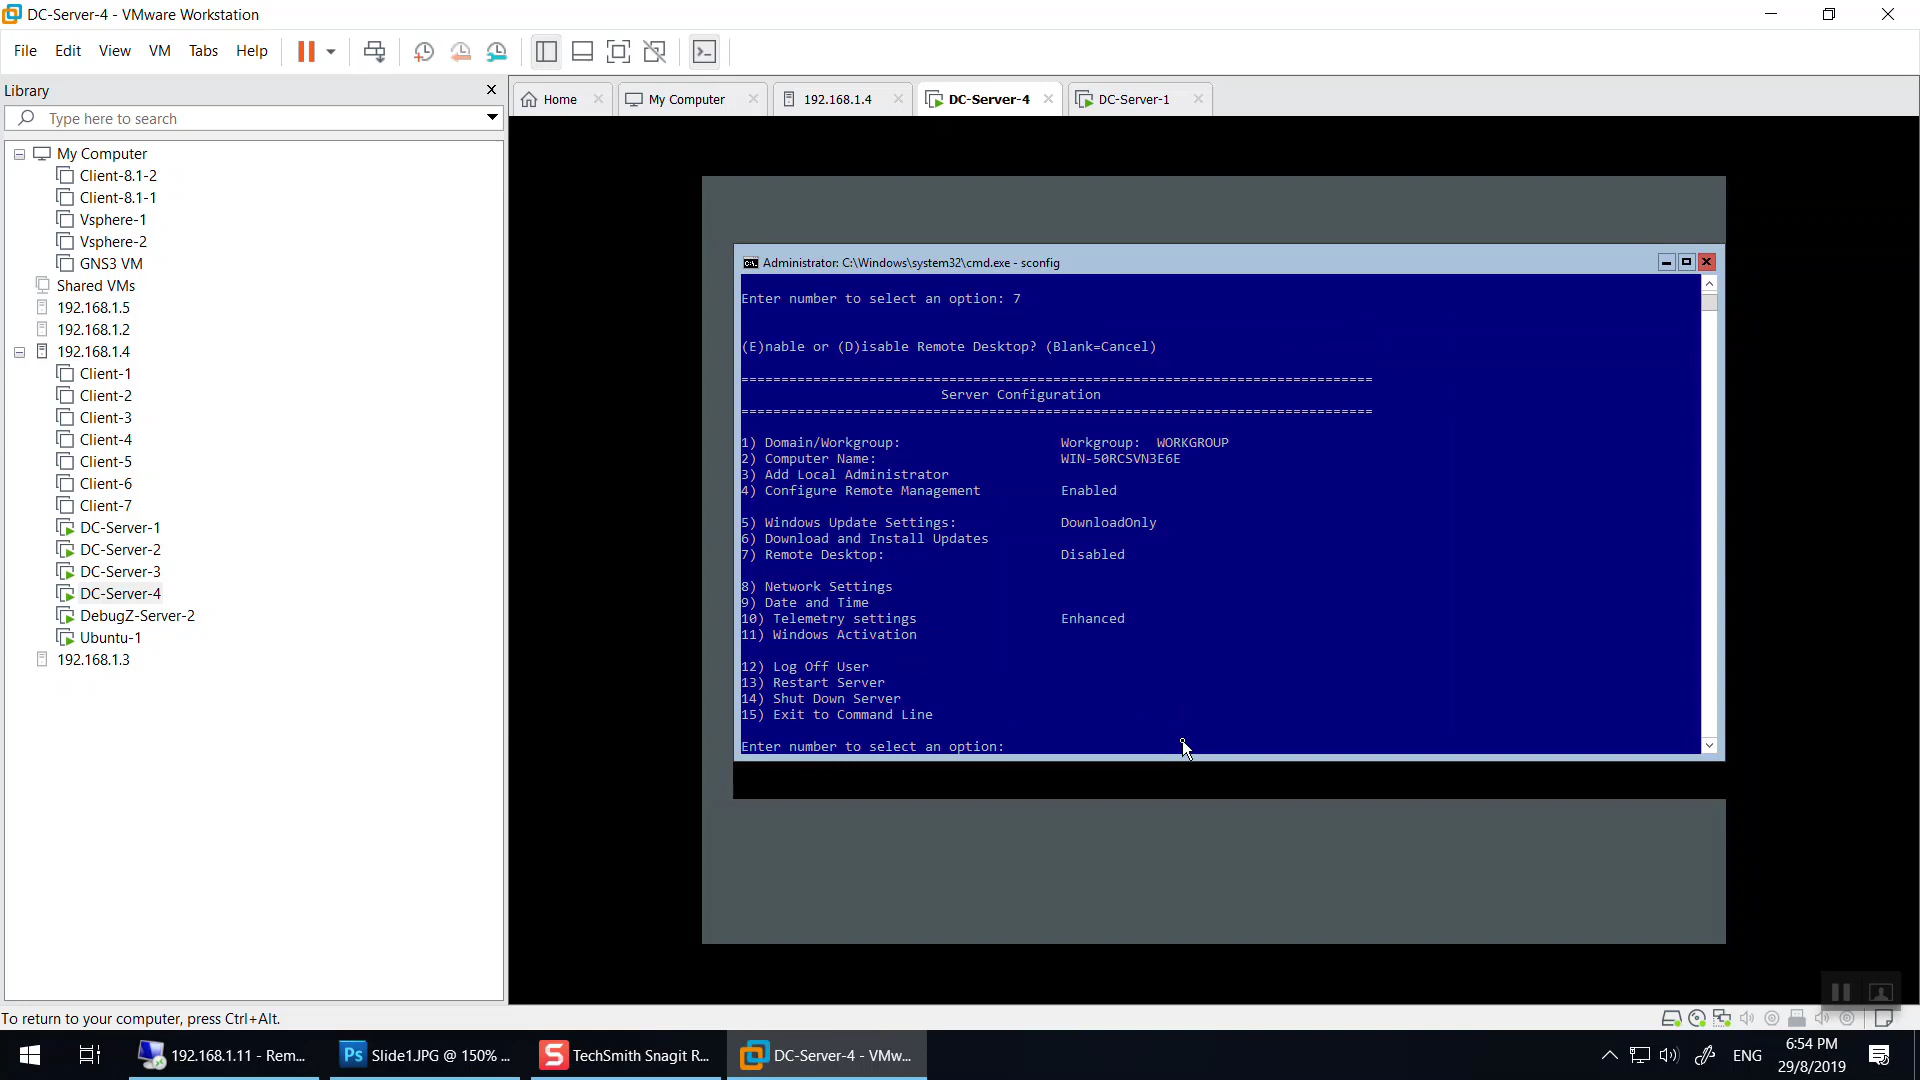 DC-Server-4 - VMware Workstation
File Edit View VM Tabs Help
Library
Type here to search
My Computer
Client-8.1-2
Client-8.1-1
Vsphere-1
Vsphere-2
GNS3 VM
Shared VMs
192.168.1.5
192.168.1.2
192.168.1.4
Client-1
Client-2
Client-3
Client-4
Client-5
Client-6
Client-7
DC-Server-1
DC-Server-2
DC-Server-3
DC-Server-4
DebugZ-Server-2
Ubuntu-1
192.168.1.3
Home My Computer 192.168.1.4 DC-Server-4 DC-Server-1
Administrator: C:\Windows\system32\cmd.exe - sconfig
Enter number to select an option: 7
(E)nable or (D)isable Remote Desktop? (Blank=Cancel)
===============================================================================
Server Configuration
===============================================================================
1) Domain/Workgroup: Workgroup: WORKGROUP
2) Computer Name: WIN-50RCSVN3E6E
3) Add Local Administrator
4) Configure Remote Management Enabled
5) Windows Update Settings: DownloadOnly
6) Download and Install Updates
7) Remote Desktop: Disabled
8) Network Settings
9) Date and Time
10) Telemetry settings Enhanced
11) Windows Activation
12) Log Off User
13) Restart Server
14) Shut Down Server
15) Exit to Command Line
Enter number to select an option:
To return to your computer, press Ctrl+Alt.
192.168.1.11 - Rem... Ps Slide1.JPG @ 150% ... S TechSmith Snagit R... DC-Server-4 - VMw... ENG
6:54 PM
29/8/2019